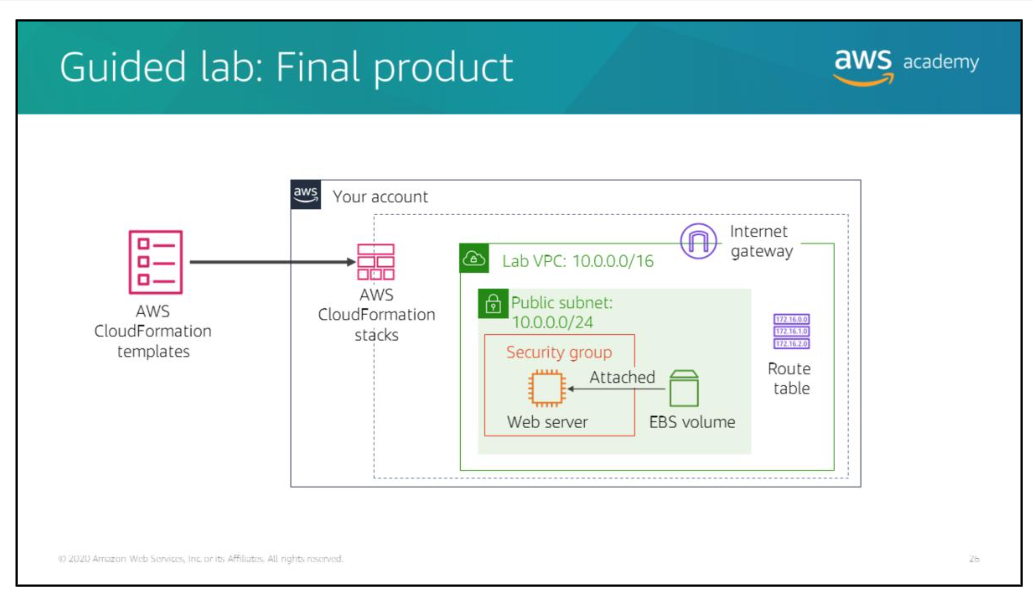 Guided lab: Final product
aws academy
aws
Your account
Internet
gateway
Lab VPC: 10.0.0.0/16
AWS
CloudFormation
templates
AWS
CloudFormation
stacks
Public subnet:
10.0.0.0/24
172.16.0.0
172.16.1.0
172.16.2.0
Route
table
Security group
Attached
Web server
EBS volume
© 2020 Amazon Web Services, Inc. or its Affiliates. All rights reserved.
26